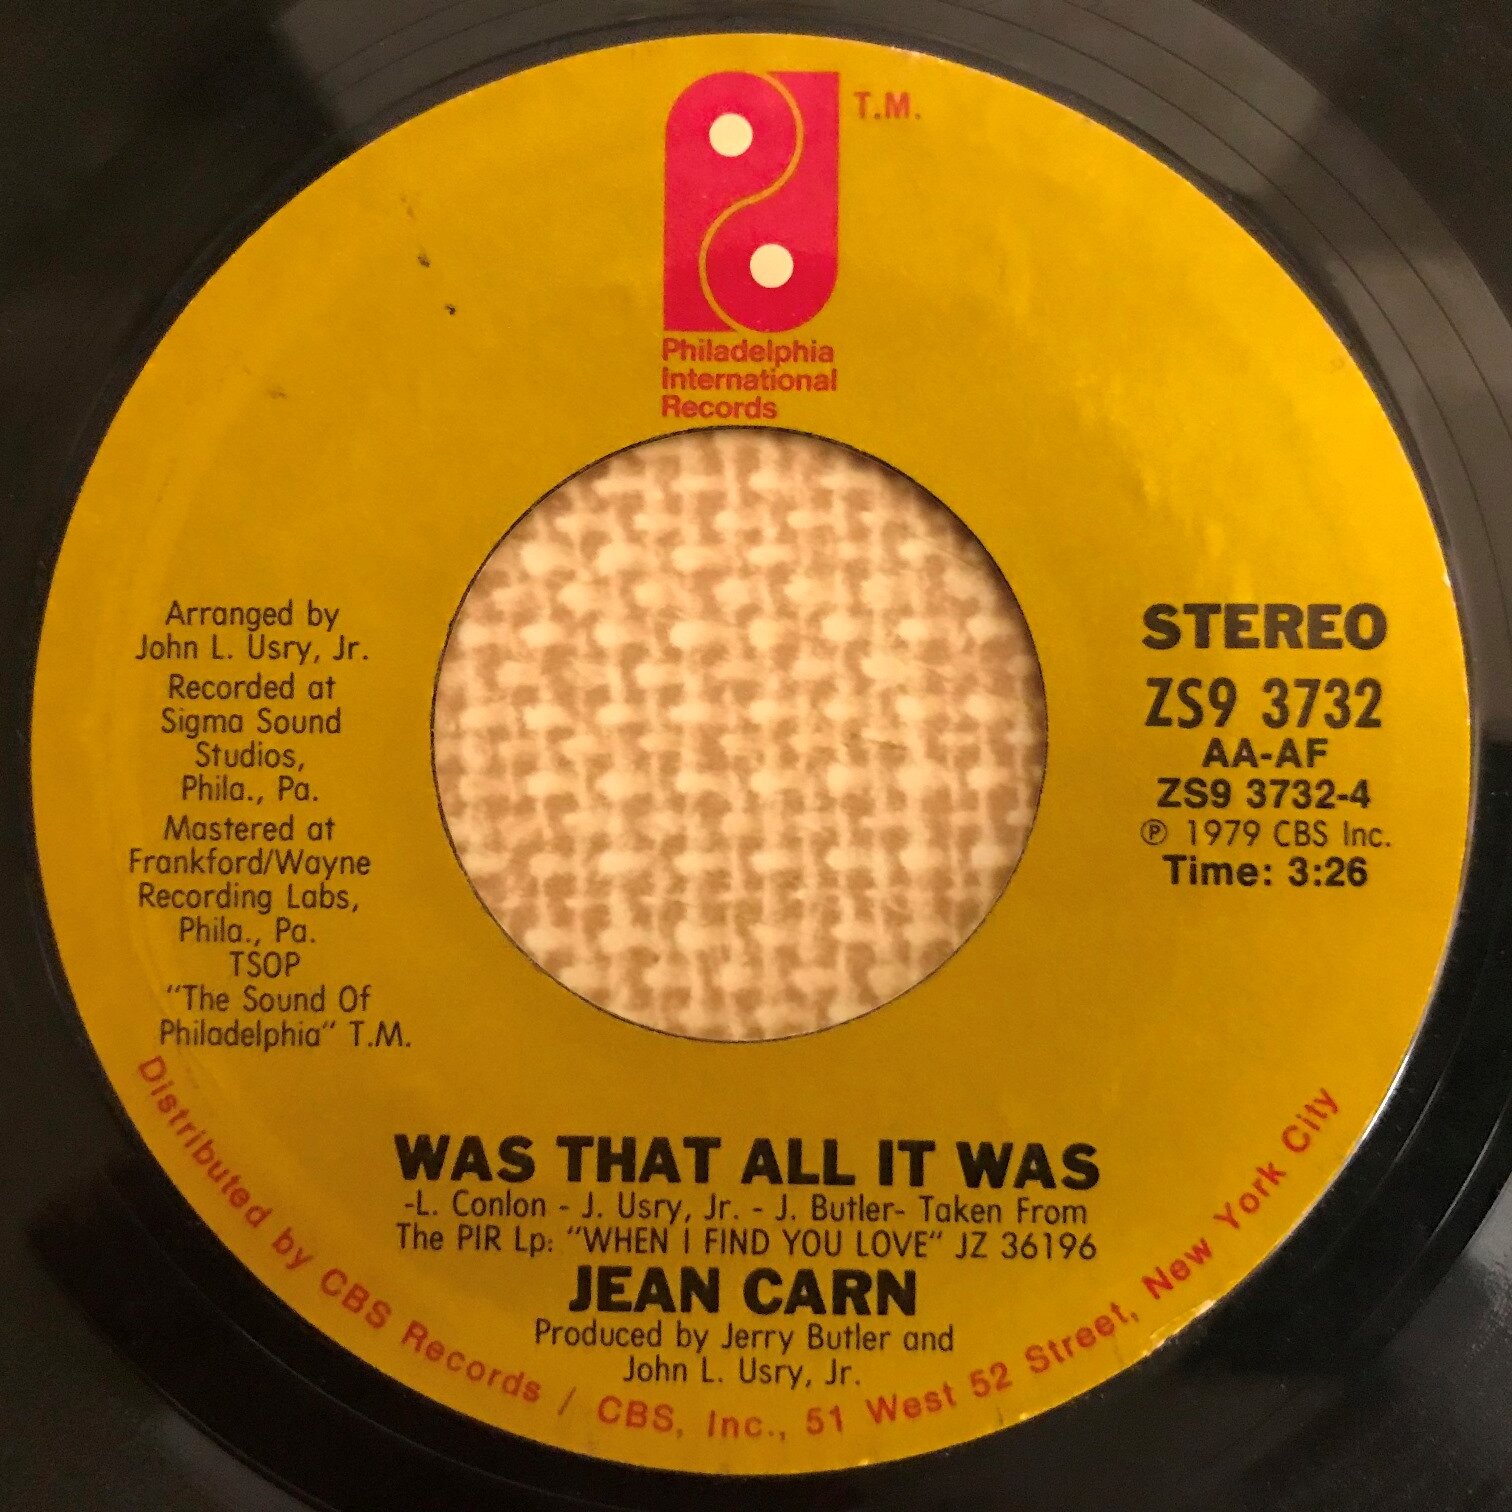 T.M.
Philadelphia
International
Records
Arranged by
John L. Usry, Jr.
Recorded at
Sigma Sound
Studios,
Phila., Pa.
Mastered at
Frankford/Wayne
Recording Labs,
Phila., Pa.
TSOP
"The Sound Of
Philadelphia" T.M.
STEREO
ZS9 3732
AA-AF
ZS9 3732-4
℗ 1979 CBS Inc.
Time: 3:26
WAS THAT ALL IT WAS
-L. Conlon - J. Usry, Jr. - J. Butler- Taken From
The PIR Lp: "WHEN I FIND YOU LOVE" JZ 36196
JEAN CARN
Produced by Jerry Butler and
John L. Usry, Jr.
Distributed by CBS Records / CBS, Inc., 51 West 52 Street, New York City